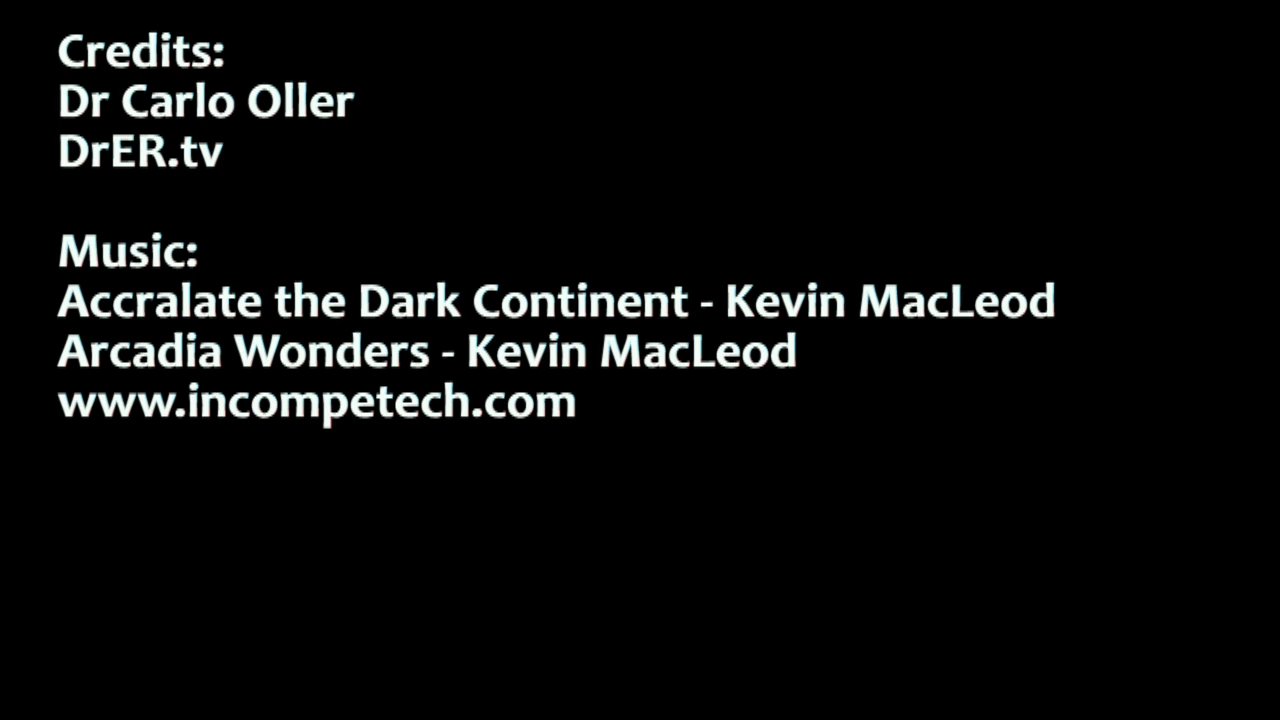 Credits:
Dr Carlo Oller
DrER.tv
Music:
Accralate the Dark Continent - Kevin MacLeod
Arcadia Wonders - Kevin MacLeod
www.incompetech.com